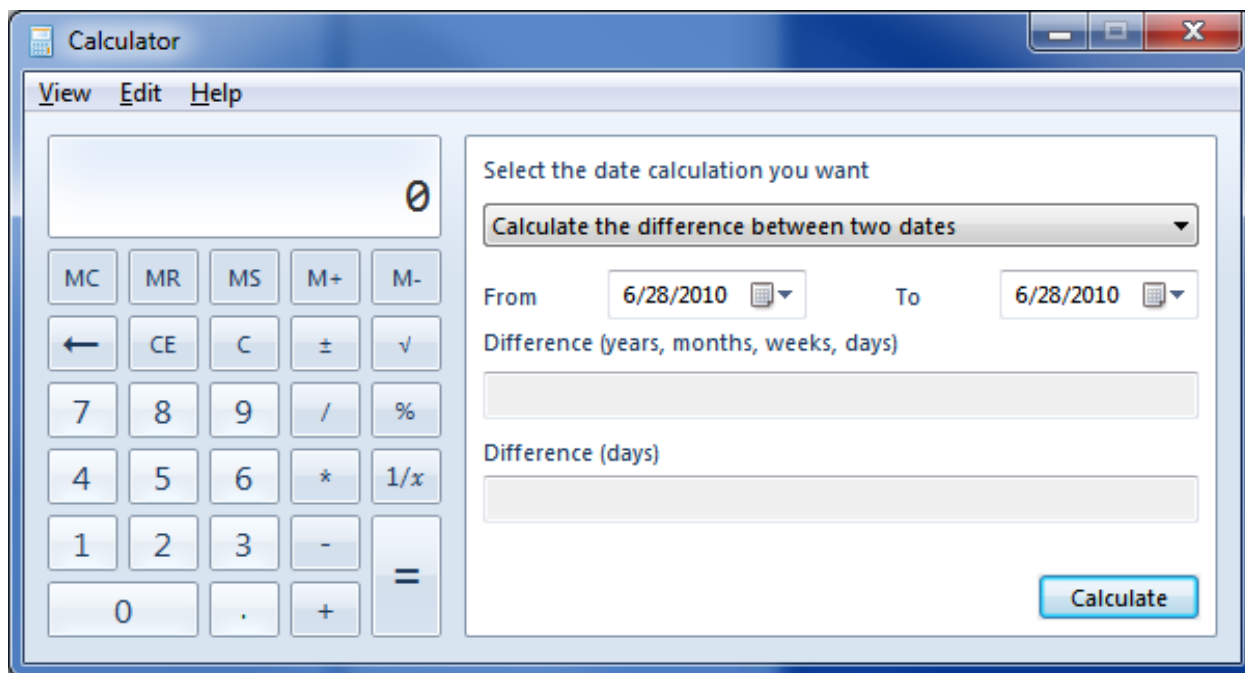 Calculator
View Edit Help
0
MC MR MS M+ M-
← CE C ± √
7 8 9 / %
4 5 6 * 1/x
1 2 3 - =
0 . +
Select the date calculation you want
Calculate the difference between two dates
From 6/28/2010 To 6/28/2010
Difference (years, months, weeks, days)
Difference (days)
Calculate